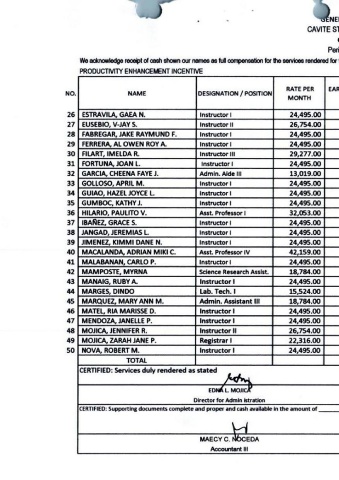 GENE
CAVITE ST
Peri
We acknowledge receipt of cash shown our names as full compensation for the services rendered for
PRODUCTIVITY ENHANCEMENT INCENTIVE
NO. NAME DESIGNATION / POSITION RATE PER MONTH EAR
26 ESTRAVILA, GAEA N. Instructor I 24,495.00
27 EUSEBIO, V-JAY S. Instructor II 26,754.00
28 FABREGAR, JAKE RAYMUND F. Instructor I 24,495.00
29 FERRERA, AL OWEN ROY A. Instructor I 24,495.00
30 FILART, IMELDA R. Instructor III 29,277.00
31 FORTUNA, JOAN L. Instructor I 24,495.00
32 GARCIA, CHEENA FAYE J. Admin. Aide III 13,019.00
33 GOLLOSO, APRIL M. Instructor I 24,495.00
34 GUIAO, HAZEL JOYCE L. Instructor I 24,495.00
35 GUMBOC, KATHY J. Instructor I 24,495.00
36 HILARIO, PAULITO V. Asst. Professor I 32,053.00
37 IBAÑEZ, GRACE S. Instructor I 24,495.00
38 JANGAD, JEREMIAS L. Instructor I 24,495.00
39 JIMENEZ, KIMMI DANE N. Instructor I 24,495.00
40 MACALANDA, ADRIAN MIKI C. Asst. Professor IV 42,159.00
41 MALABANAN, CARLO P. Instructor I 24,495.00
42 MAMPOSTE, MYRNA Science Research Assist. 18,784.00
43 MANAIG, RUBY A. Instructor I 24,495.00
44 MARGES, DINDO Lab. Tech. I 15,524.00
45 MARQUEZ, MARY ANN M. Admin. Assistant III 18,784.00
46 MATEL, RIA MARISSE D. Instructor I 24,495.00
47 MENDOZA, JANELLE P. Instructor I 24,495.00
48 MOJICA, JENNIFER R. Instructor II 26,754.00
49 MOJICA, ZARAH JANE P. Registrar I 22,316.00
50 NOVA, ROBERT M. Instructor I 24,495.00
TOTAL
CERTIFIED: Services duly rendered as stated
EDNA L. MOJICA
Director for Admin istration
CERTIFIED: Supporting documents complete and proper and cash available in the amount of
MAECY C. NOCEDA
Accountant III